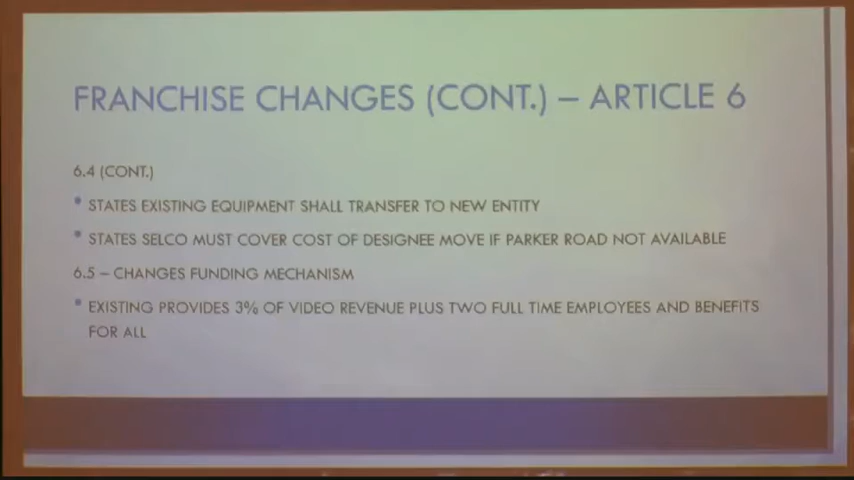 FRANCHISE CHANGES (CONT.) – ARTICLE 6
6.4 (CONT.)
• STATES EXISTING EQUIPMENT SHALL TRANSFER TO NEW ENTITY
• STATES SELCO MUST COVER COST OF DESIGNEE MOVE IF PARKER ROAD NOT AVAILABLE
6.5 – CHANGES FUNDING MECHANISM
• EXISTING PROVIDES 3% OF VIDEO REVENUE PLUS TWO FULL TIME EMPLOYEES AND BENEFITS
FOR ALL